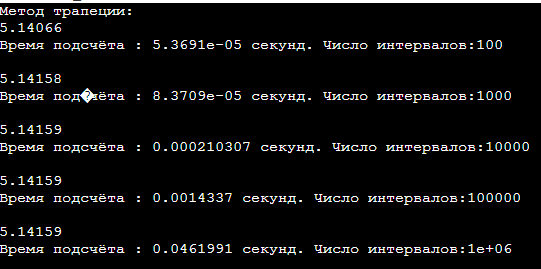 Метод трапеции:
5.14066
Время подсчёта : 5.3691e-05 секунд. Число интервалов:100
5.14158
Время под�чёта : 8.3709e-05 секунд. Число интервалов:1000
5.14159
Время подсчёта : 0.000210307 секунд. Число интервалов:10000
5.14159
Время подсчёта : 0.0014337 секунд. Число интервалов:100000
5.14159
Время подсчёта : 0.0461991 секунд. Число интервалов:1e+06